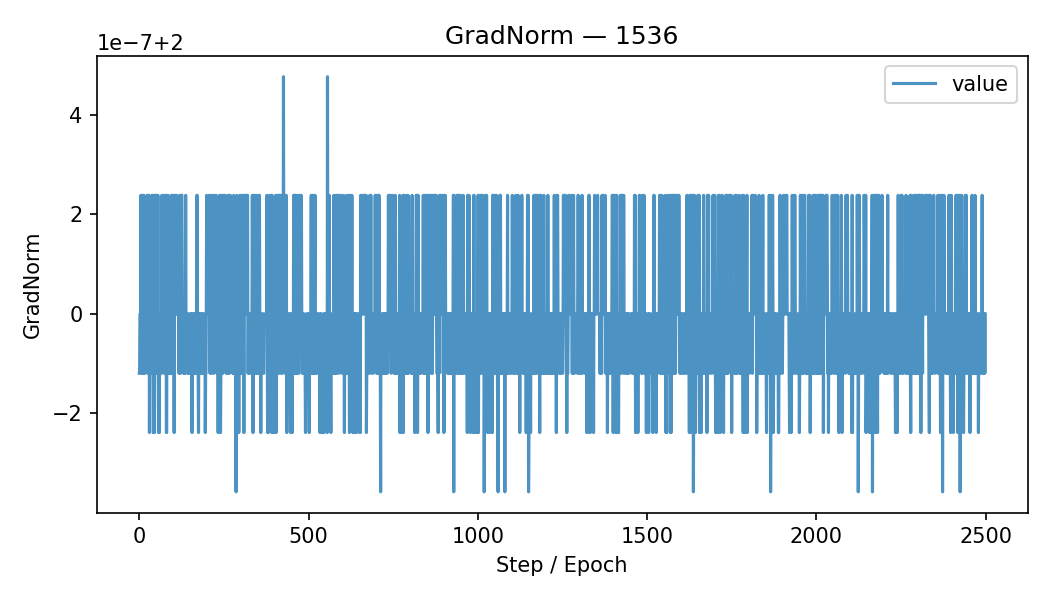 GradNorm — 1536
1e−7+2
value
4
2
0
−2
GradNorm
0 500 1000 1500 2000 2500
Step / Epoch